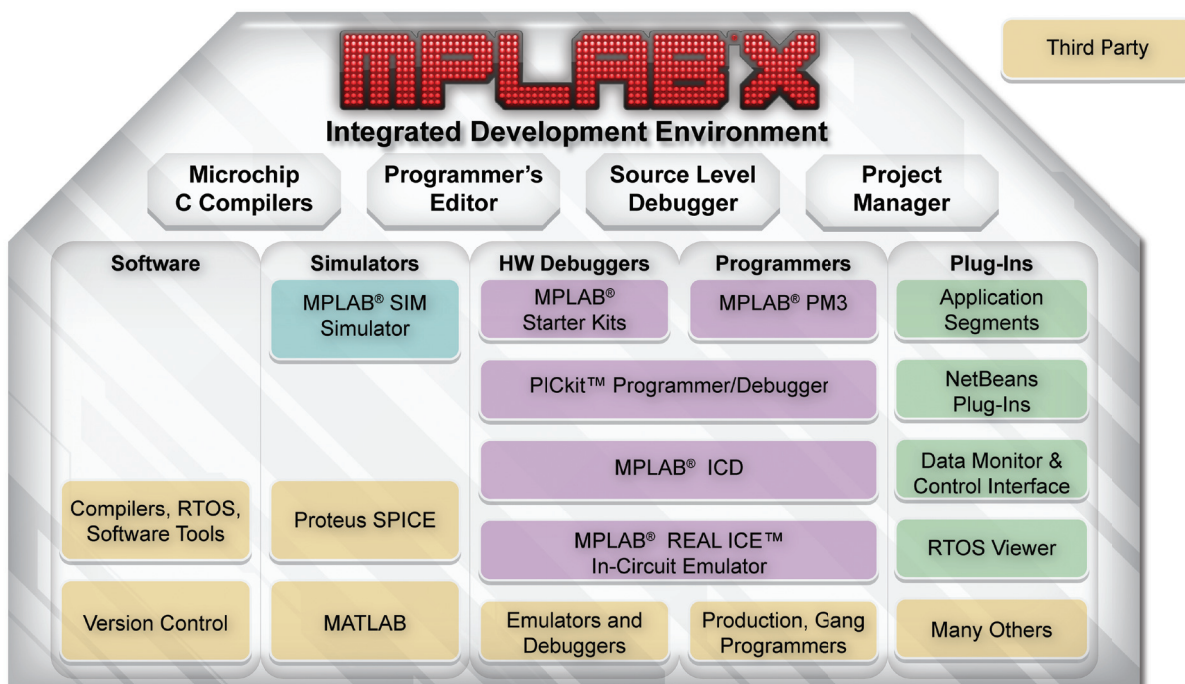 MPLAB® X
Third Party
Integrated Development Environment
Microchip
C Compilers
Programmer's
Editor
Source Level
Debugger
Project
Manager
Software
Compilers, RTOS,
Software Tools
Version Control
Simulators
MPLAB® SIM
Simulator
Proteus SPICE
MATLAB
HW Debuggers
Programmers
MPLAB®
Starter Kits
MPLAB® PM3
PICkit™ Programmer/Debugger
MPLAB® ICD
MPLAB® REAL ICE™
In-Circuit Emulator
Emulators and
Debuggers
Production, Gang
Programmers
Plug-Ins
Application
Segments
NetBeans
Plug-Ins
Data Monitor &
Control Interface
RTOS Viewer
Many Others